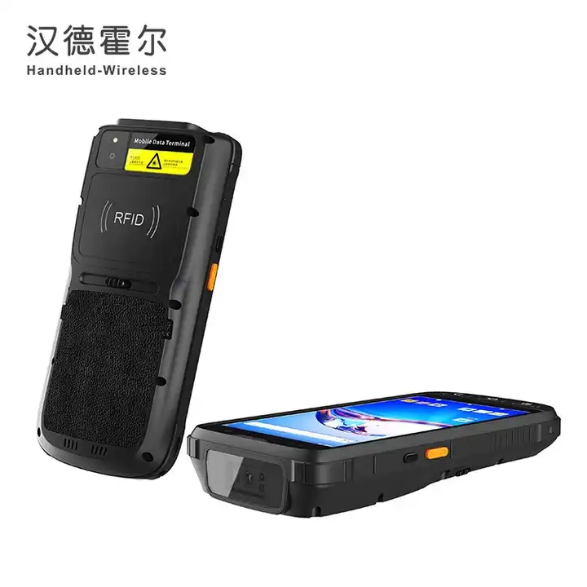 汉德霍尔
Handheld-Wireless
Mobile Data Terminal
RFID